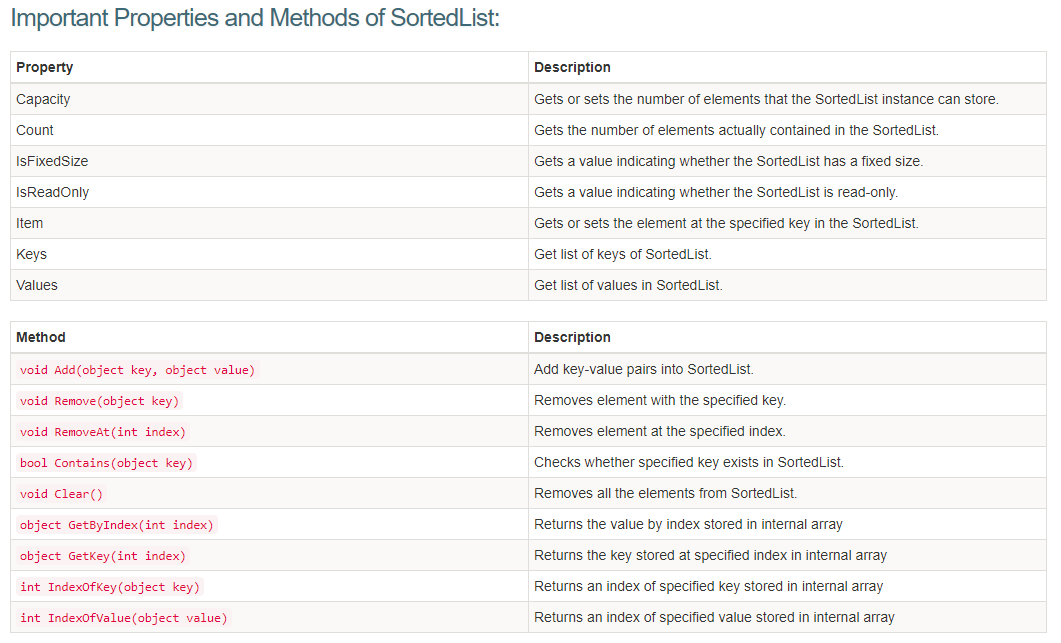 Important Properties and Methods of SortedList:
Property Description
Capacity Gets or sets the number of elements that the SortedList instance can store.
Count Gets the number of elements actually contained in the SortedList.
IsFixedSize Gets a value indicating whether the SortedList has a fixed size.
IsReadOnly Gets a value indicating whether the SortedList is read-only.
Item Gets or sets the element at the specified key in the SortedList.
Keys Get list of keys of SortedList.
Values Get list of values in SortedList.
Method Description
void Add(object key, object value) Add key-value pairs into SortedList.
void Remove(object key) Removes element with the specified key.
void RemoveAt(int index) Removes element at the specified index.
bool Contains(object key) Checks whether specified key exists in SortedList.
void Clear() Removes all the elements from SortedList.
object GetByIndex(int index) Returns the value by index stored in internal array
object GetKey(int index) Returns the key stored at specified index in internal array
int IndexOfKey(object key) Returns an index of specified key stored in internal array
int IndexOfValue(object value) Returns an index of specified value stored in internal array